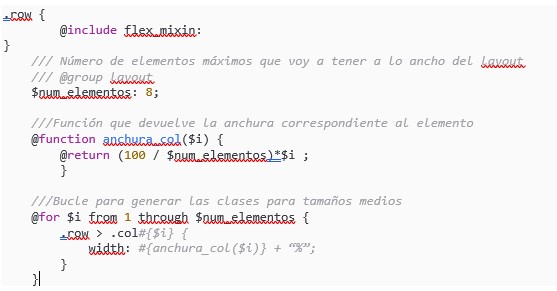 .row {
        @include flex_mixin:
}
    /// Número de elementos máximos que voy a tener a lo ancho del layout
    /// @group layout
    $num_elementos: 8;

    ///Función que devuelve la anchura correspondiente al elemento
    @function anchura_col($i) {
        @return (100 / $num_elementos)*$i ;
        }

    ///Bucle para generar las clases para tamaños medios
    @for $i from 1 through $num_elementos {
        .row > .col#{$i} {
            width: #{anchura_col($i)} + “%”;
        }
    }